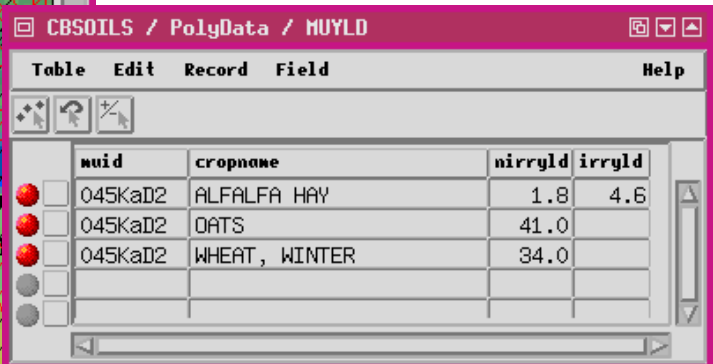 CBSOILS / PolyData / MUYLD
Table Edit Record Field Help
muid cropname nirryld irryld
045KaD2 ALFALFA HAY 1.8 4.6
045KaD2 OATS 41.0
045KaD2 WHEAT, WINTER 34.0